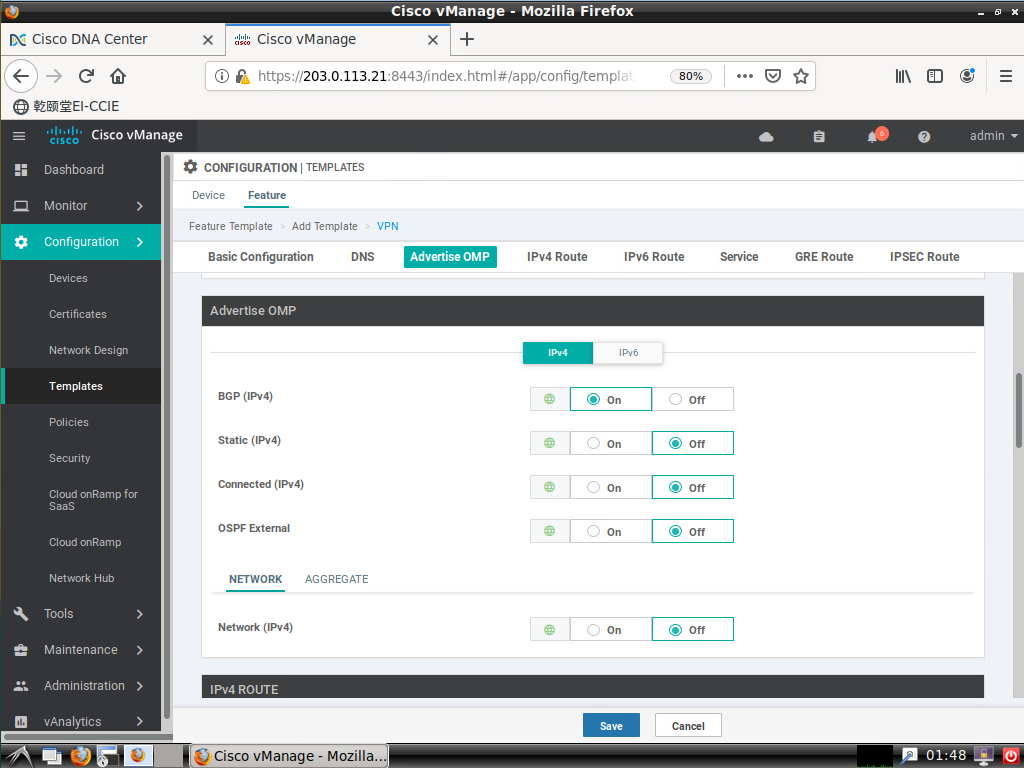 Cisco vManage - Mozilla Firefox
Cisco DNA Center
Cisco vManage
https://203.0.113.21:8443/index.html#/app/config/templat
80%
乾颐堂EI-CCIE
cisco Cisco vManage
6
admin
Dashboard
Monitor
Configuration
Devices
Certificates
Network Design
Templates
Policies
Security
Cloud onRamp for
SaaS
Cloud onRamp
Network Hub
Tools
Maintenance
Administration
vAnalytics
CONFIGURATION | TEMPLATES
Device Feature
Feature Template > Add Template > VPN
Basic Configuration DNS Advertise OMP IPv4 Route IPv6 Route Service GRE Route IPSEC Route
Advertise OMP
IPv4 IPv6
BGP (IPv4) On Off
Static (IPv4) On Off
Connected (IPv4) On Off
OSPF External On Off
NETWORK AGGREGATE
Network (IPv4) On Off
IPv4 ROUTE
Save Cancel
Cisco vManage - Mozilla...
01:48